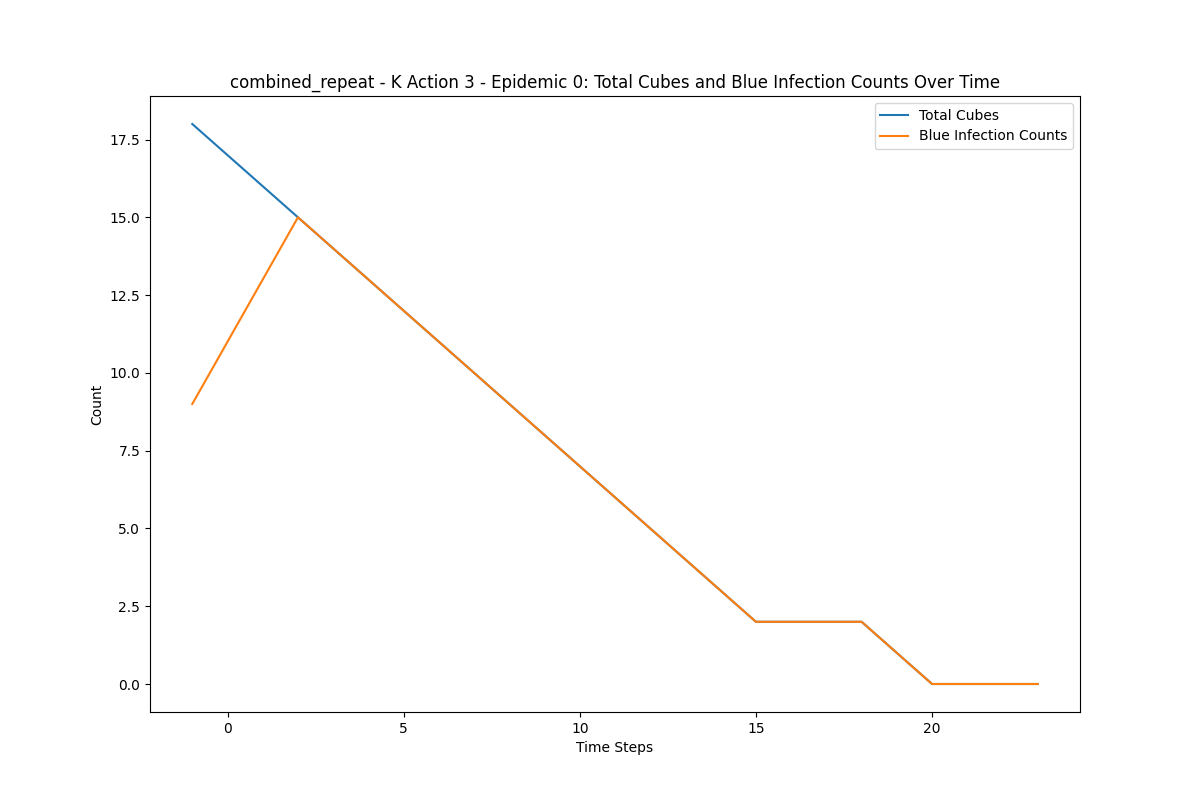 combined_repeat - K Action 3 - Epidemic 0: Total Cubes and Blue Infection Counts Over Time
Total Cubes
Blue Infection Counts
17.5
15.0
12.5
10.0
7.5
5.0
2.5
0.0
Count
0 5 10 15 20
Time Steps